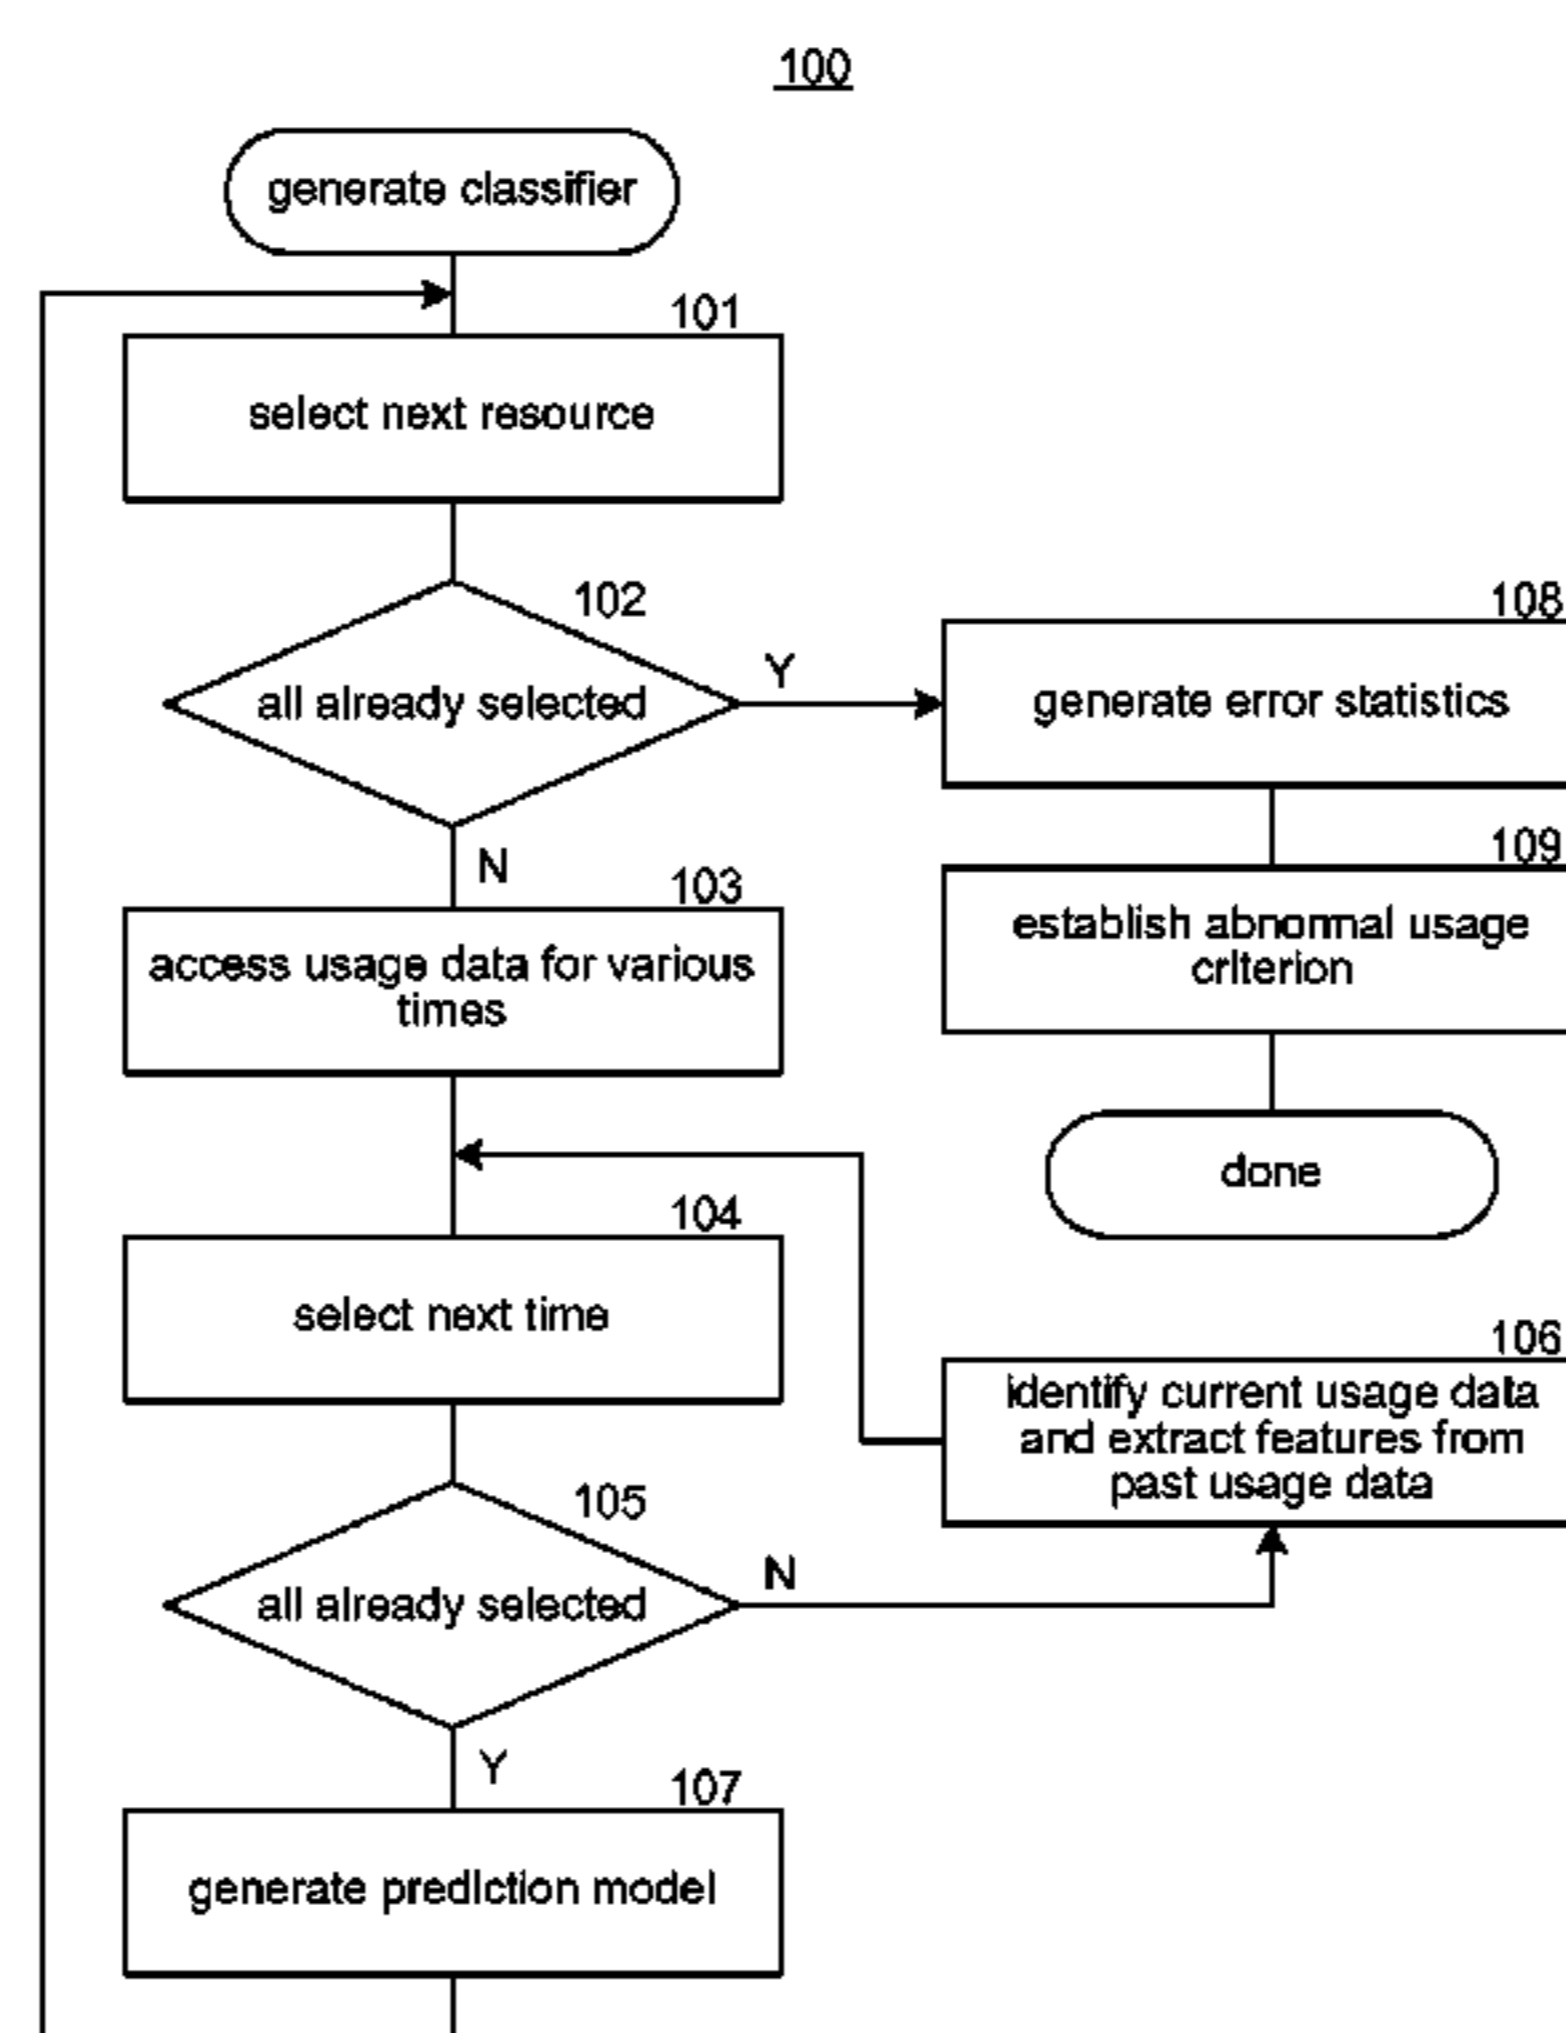 100
generate classifier
101
select next resource
102
all already selected
Y
N
108
generate error statistics
109
establish abnormal usage
criterion
done
103
access usage data for various
times
104
select next time
105
all already selected
N
Y
106
identify current usage data
and extract features from
past usage data
107
generate prediction model